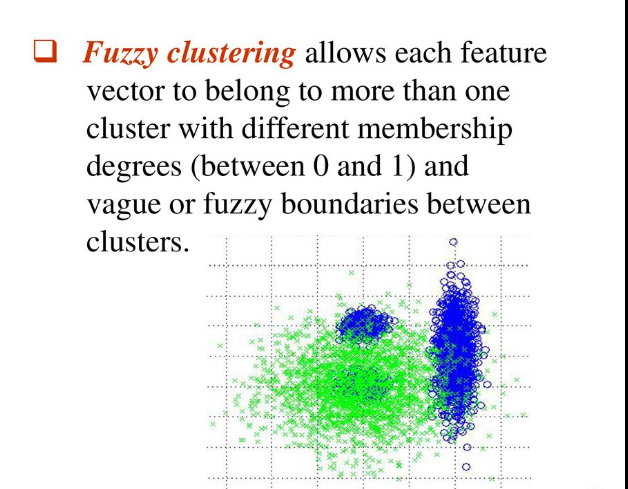 Fuzzy clustering allows each feature
vector to belong to more than one
cluster with different membership
degrees (between 0 and 1) and
vague or fuzzy boundaries between
clusters.